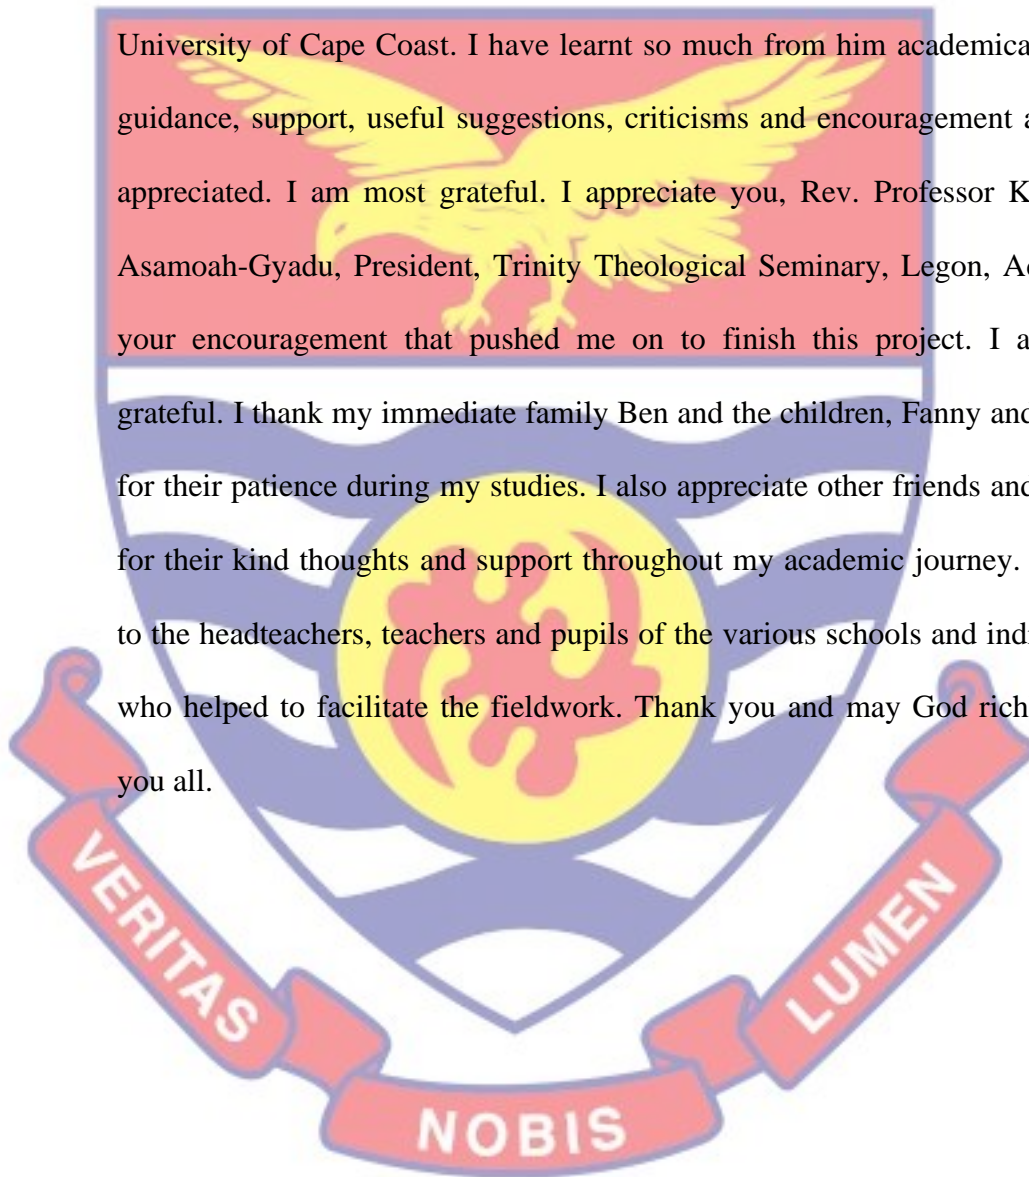 University of Cape Coast. I have learnt so much from him academica
guidance, support, useful suggestions, criticisms and encouragement a
appreciated. I am most grateful. I appreciate you, Rev. Professor K
Asamoah-Gyadu, President, Trinity Theological Seminary, Legon, Ac
your encouragement that pushed me on to finish this project. I a
grateful. I thank my immediate family Ben and the children, Fanny and
for their patience during my studies. I also appreciate other friends and
for their kind thoughts and support throughout my academic journey.
to the headteachers, teachers and pupils of the various schools and indi
who helped to facilitate the fieldwork. Thank you and may God rich
you all.
VERITAS
NOBIS
LUMEN